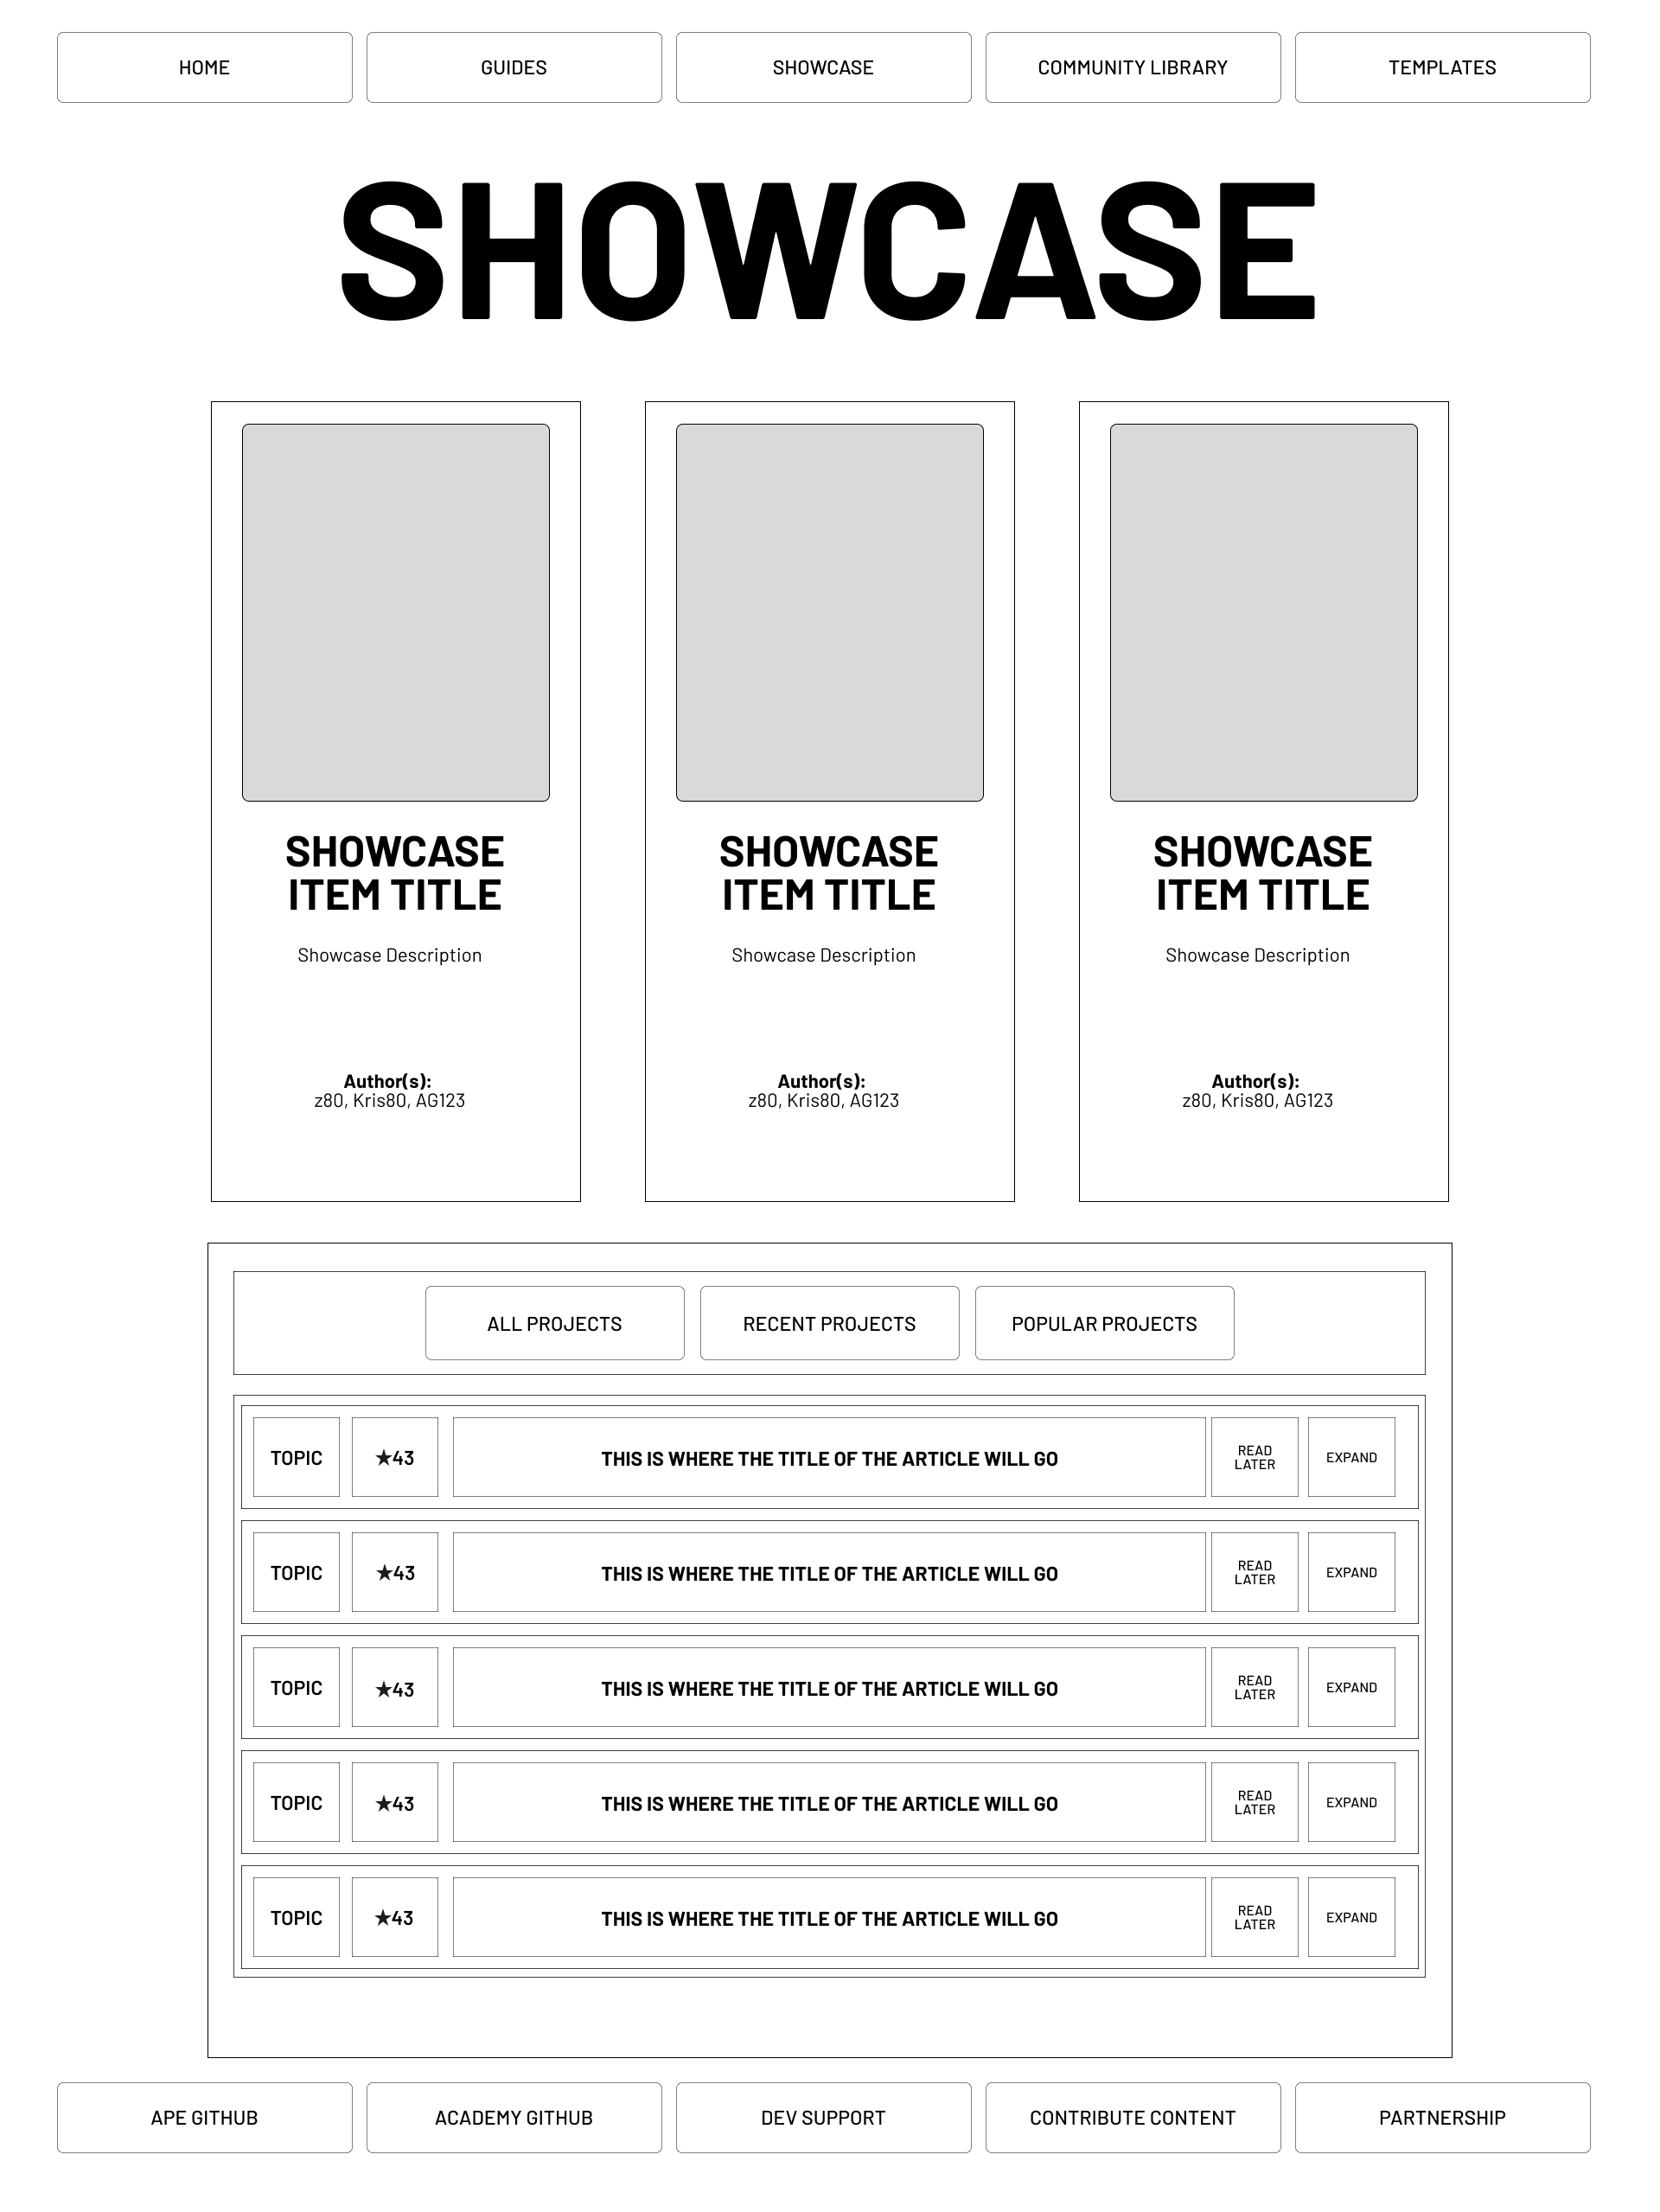 HOME
GUIDES
SHOWCASE
COMMUNITY LIBRARY
TEMPLATES
SHOWCASE
SHOWCASE
ITEM TITLE
Showcase Description
Author(s):
z80, Kris80, AG123
SHOWCASE
ITEM TITLE
Showcase Description
Author(s):
z80, Kris80, AG123
SHOWCASE
ITEM TITLE
Showcase Description
Author(s):
z80, Kris80, AG123
ALL PROJECTS
RECENT PROJECTS
POPULAR PROJECTS
TOPIC
★43
THIS IS WHERE THE TITLE OF THE ARTICLE WILL GO
READ
LATER
EXPAND
TOPIC
★43
THIS IS WHERE THE TITLE OF THE ARTICLE WILL GO
READ
LATER
EXPAND
TOPIC
★43
THIS IS WHERE THE TITLE OF THE ARTICLE WILL GO
READ
LATER
EXPAND
TOPIC
★43
THIS IS WHERE THE TITLE OF THE ARTICLE WILL GO
READ
LATER
EXPAND
TOPIC
★43
THIS IS WHERE THE TITLE OF THE ARTICLE WILL GO
READ
LATER
EXPAND
APE GITHUB
ACADEMY GITHUB
DEV SUPPORT
CONTRIBUTE CONTENT
PARTNERSHIP